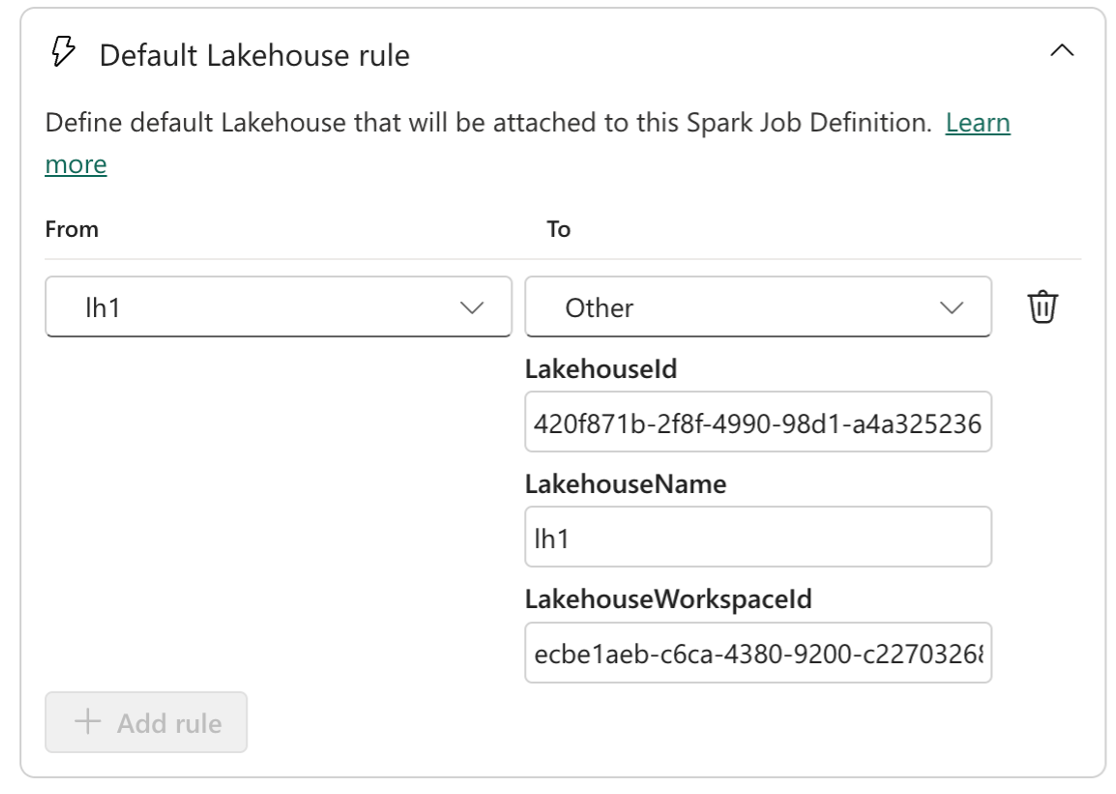 Default Lakehouse rule
Define default Lakehouse that will be attached to this Spark Job Definition. Learn
more
From To
lh1 Other
LakehouseId
420f871b-2f8f-4990-98d1-a4a325236
LakehouseName
lh1
LakehouseWorkspaceId
ecbe1aeb-c6ca-4380-9200-c2270326
Add rule